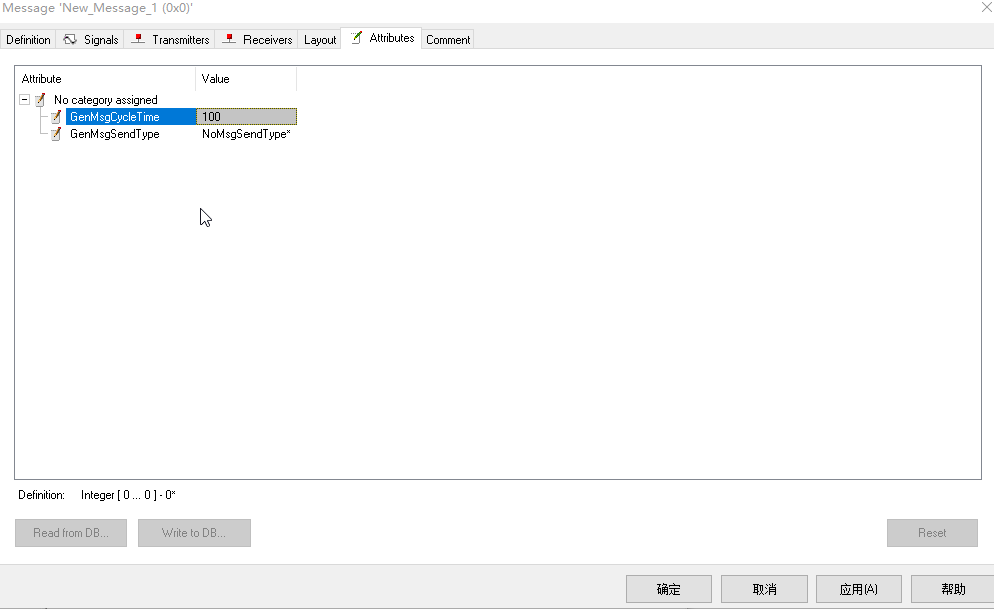 Message 'New_Message_1 (0x0)'
Definition Signals Transmitters Receivers Layout Attributes Comment
Attribute Value
No category assigned
GenMsgCycleTime 100
GenMsgSendType NoMsgSendType*
Definition: Integer [ 0 ... 0 ] - 0*
Read from DB... Write to DB... Reset
确定 取消 应用(A) 帮助